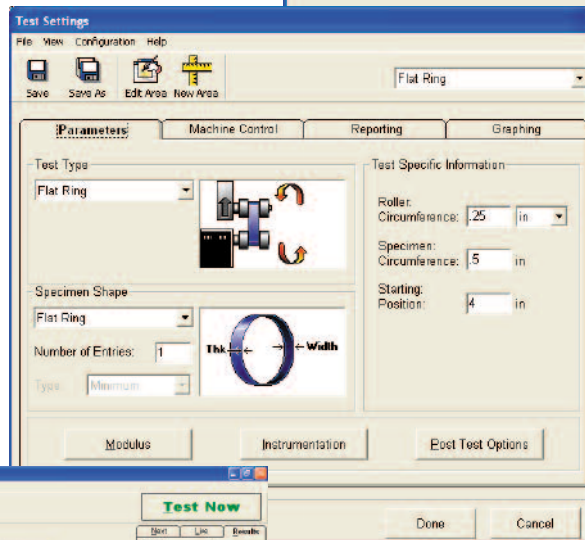 Test Settings
File View Configuration Help
Save Save As Edit Area New Area
Flat Ring
Parameters Machine Control Reporting Graphing
Test Type
Flat Ring
Test Specific Information
Roller:
Circumference: .25 in
Specimen:
Circumference: .5 in
Starting:
Position: 4 in
Specimen Shape
Flat Ring
Number of Entries: 1
Type: Minimum
Thk Width
Modulus Instrumentation Post Test Options
Test Now
Next Live Results
Done Cancel